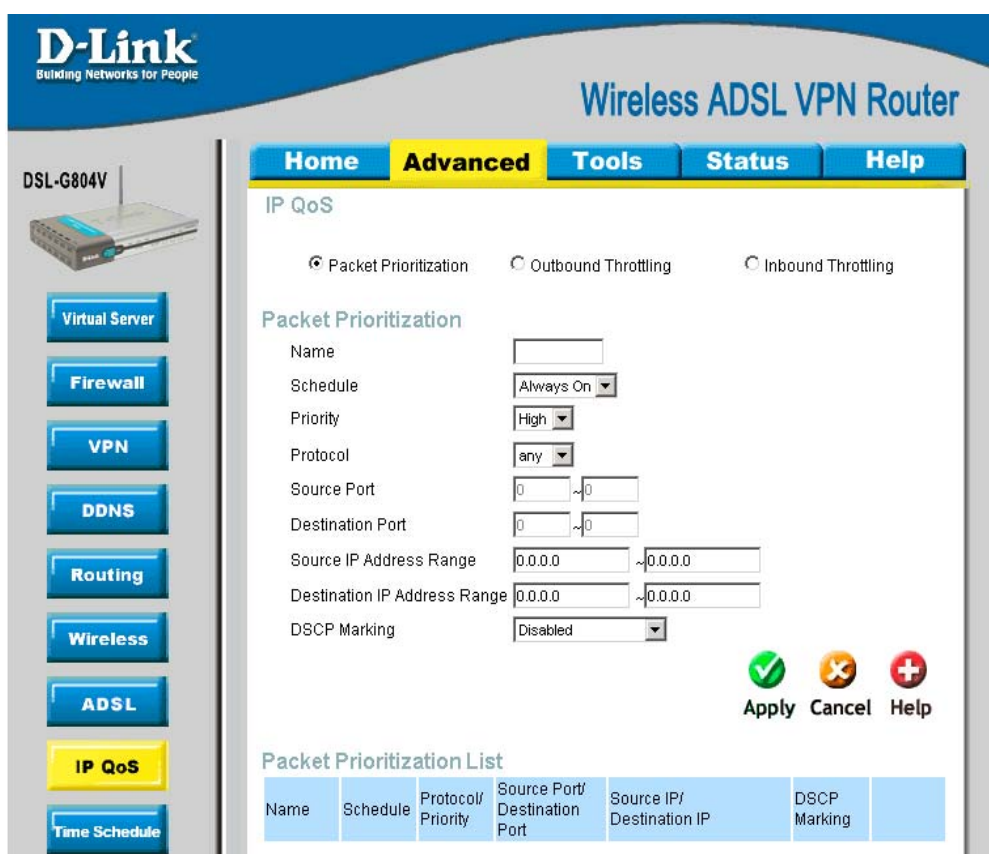 D-Link
Building Networks for People
Wireless ADSL VPN Router
DSL-G804V
Home Advanced Tools Status Help
IP QoS
Packet Prioritization Outbound Throttling Inbound Throttling
Packet Prioritization
Name
Schedule Always On
Priority High
Protocol any
Source Port 0 ~ 0
Destination Port 0 ~ 0
Source IP Address Range 0.0.0.0 ~ 0.0.0.0
Destination IP Address Range 0.0.0.0 ~ 0.0.0.0
DSCP Marking Disabled
Apply Cancel Help
Packet Prioritization List
Name Schedule Protocol/ Priority Source Port/ Destination Port Source IP/ Destination IP DSCP Marking
Virtual Server
Firewall
VPN
DDNS
Routing
Wireless
ADSL
IP QoS
Time Schedule